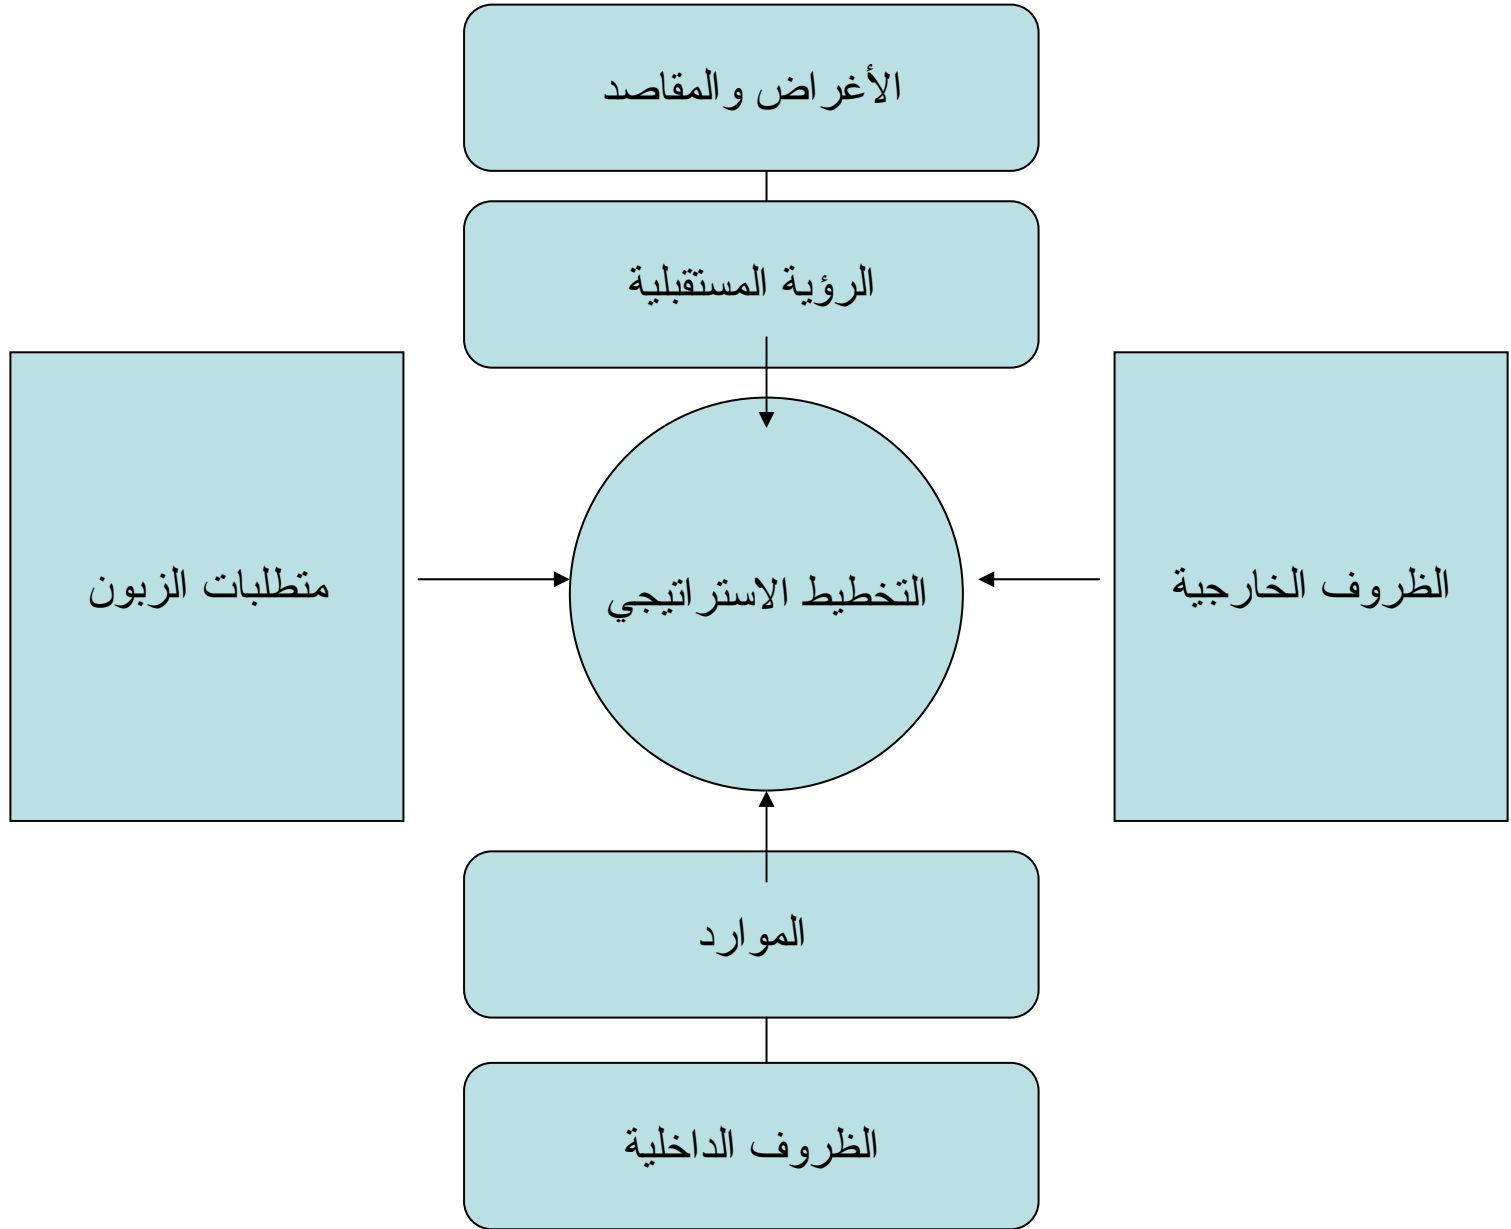 الأغراض والمقاصد
الرؤية المستقبلية
الظروف الخارجية
التخطيط الاستراتيجي
متطلبات الزبون
الموارد
الظروف الداخلية